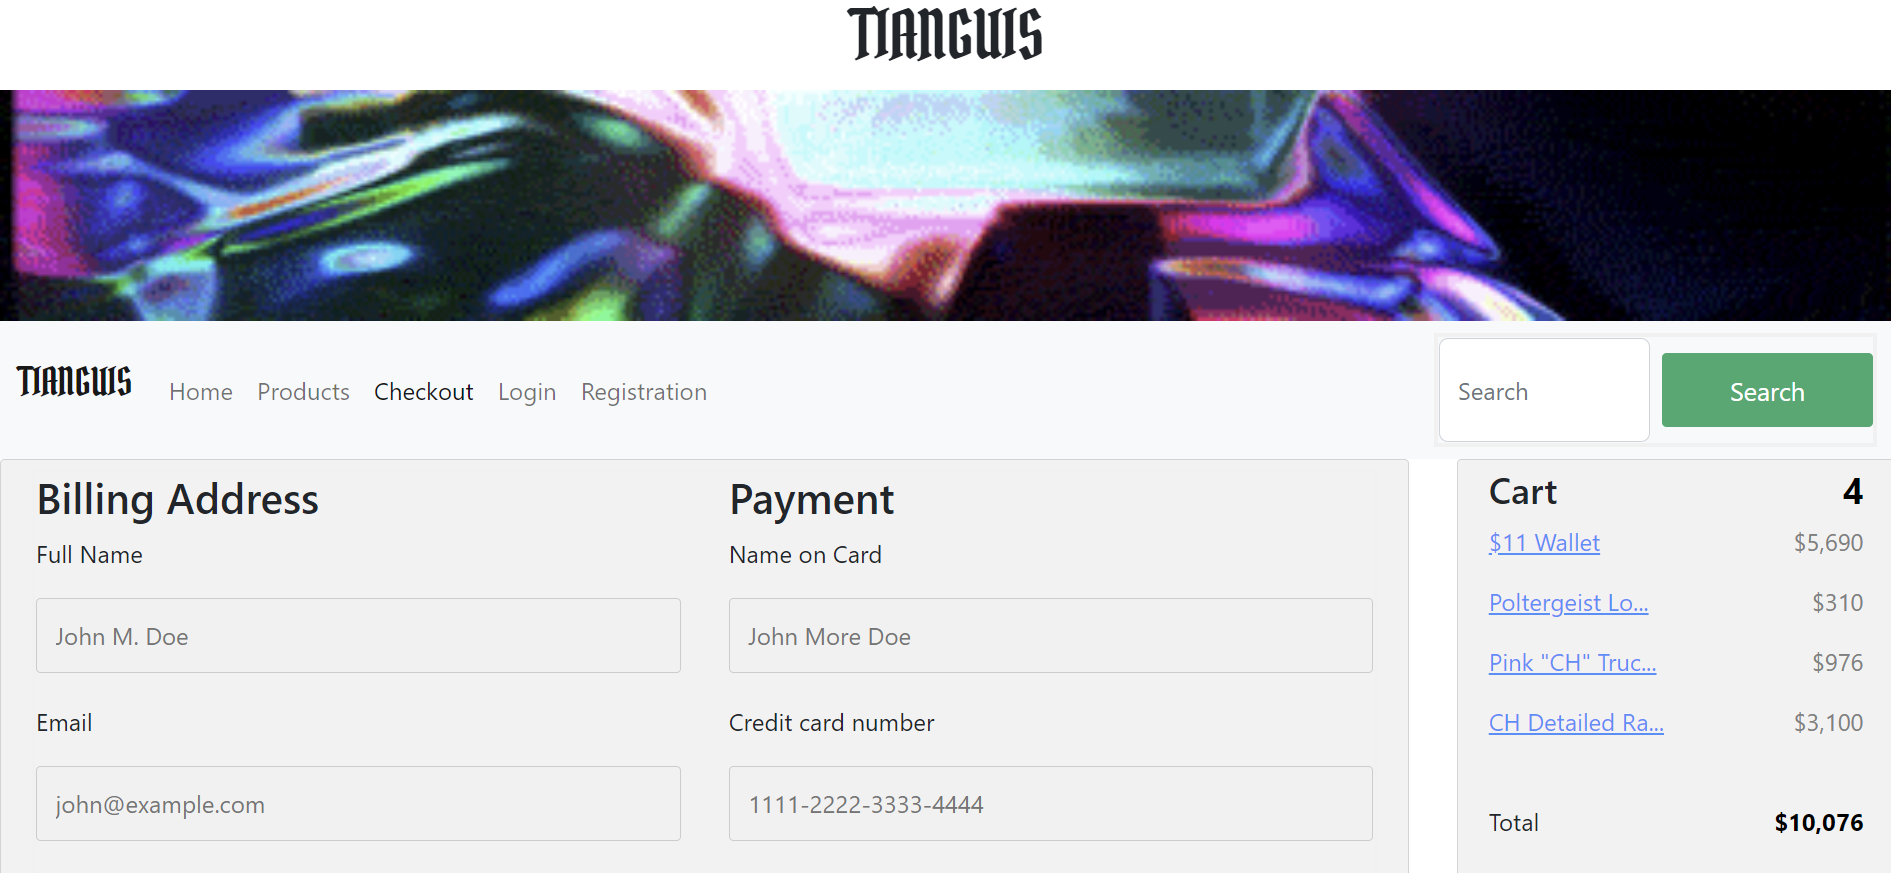 TIANGUIS
TIANGUIS
Home Products Checkout Login Registration
Search
Search
Billing Address
Full Name
John M. Doe
Email
john@example.com
Payment
Name on Card
John More Doe
Credit card number
1111-2222-3333-4444
Cart 4
$11 Wallet $5,690
Poltergeist Lo... $310
Pink "CH" Truc... $976
CH Detailed Ra... $3,100
Total $10,076